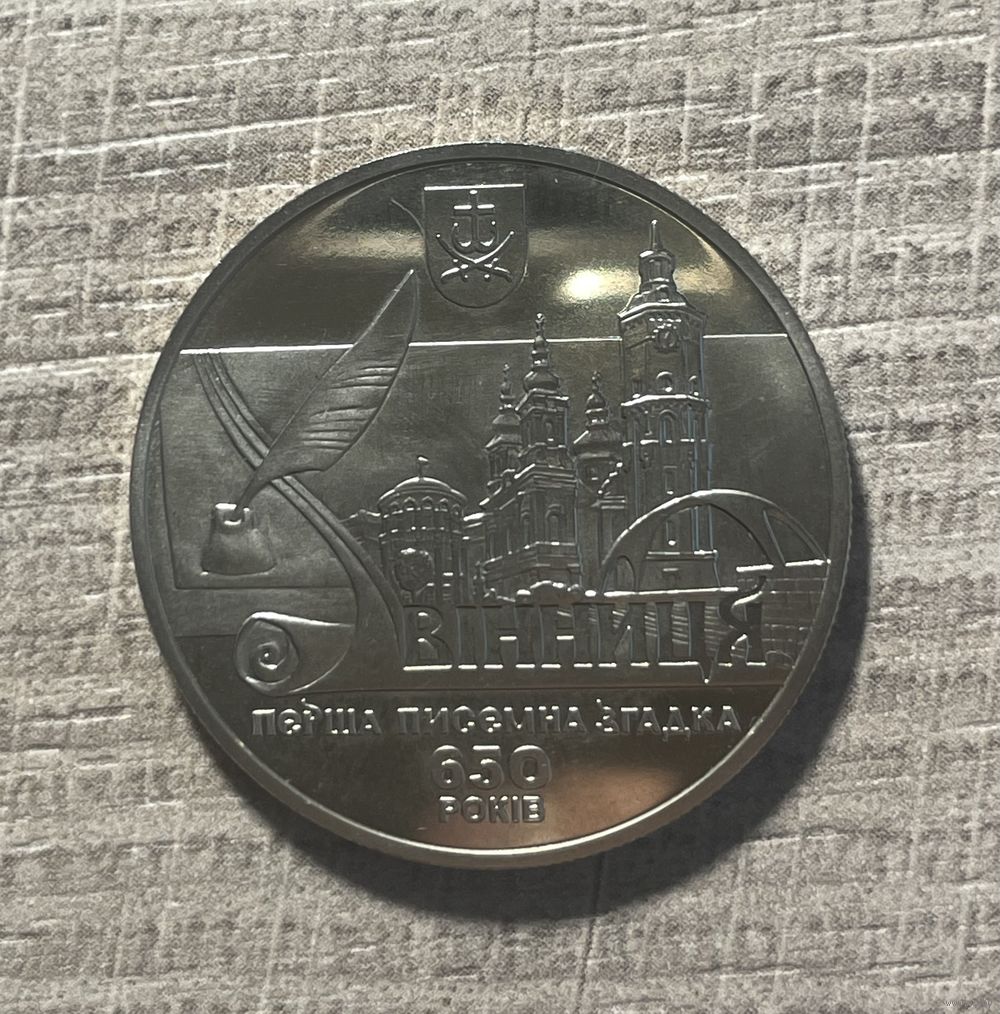 ВІННИЦЯ
ПЕРША ПИСЕМНА ЗГАДКА
650
РОКІВ